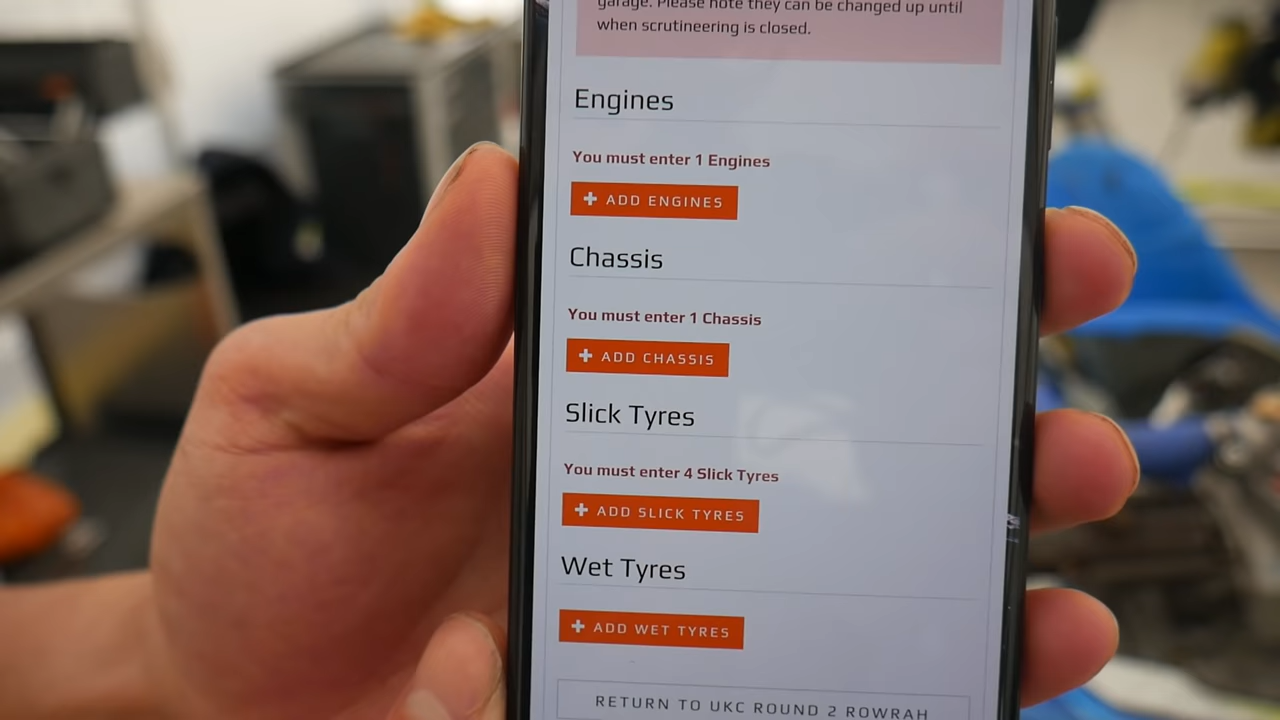 garage. Please note they can be changed up until
when scrutineering is closed.
Engines
You must enter 1 Engines
+ ADD ENGINES
Chassis
You must enter 1 Chassis
+ ADD CHASSIS
Slick Tyres
You must enter 4 Slick Tyres
+ ADD SLICK TYRES
Wet Tyres
+ ADD WET TYRES
RETURN TO UKC ROUND 2 ROWRAH